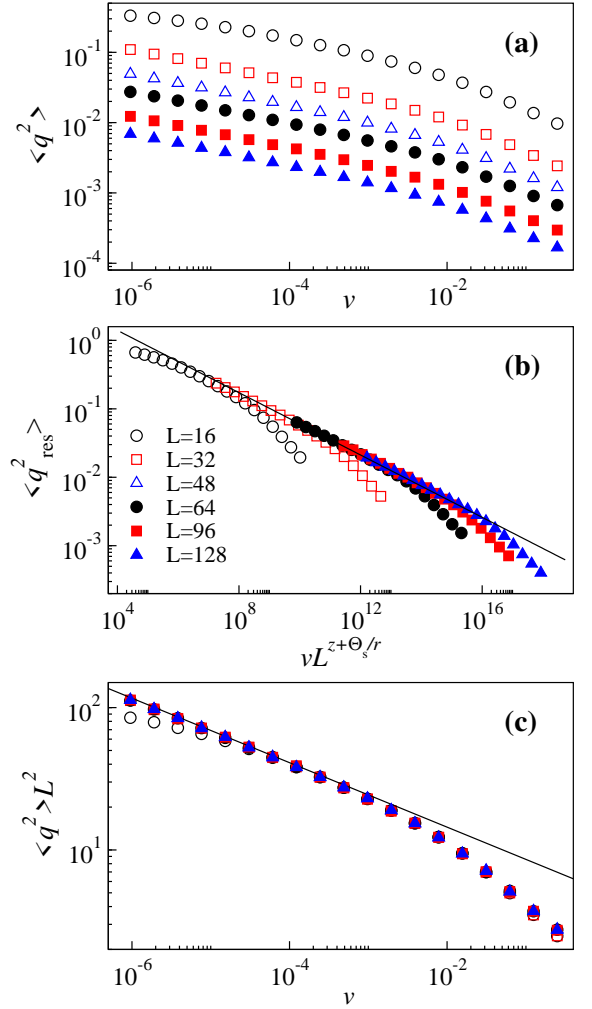 (a)
<q²>
10⁻¹
10⁻²
10⁻³
10⁻⁴
10⁻⁶ 10⁻⁴ 10⁻²
v
(b)
<q²res>
10⁰
10⁻¹
10⁻²
10⁻³
L=16
L=32
L=48
L=64
L=96
L=128
10⁴ 10⁸ 10¹² 10¹⁶
vL^{z+Θ_s/r}
(c)
<q²>L²
10²
10¹
10⁻⁶ 10⁻⁴ 10⁻²
v